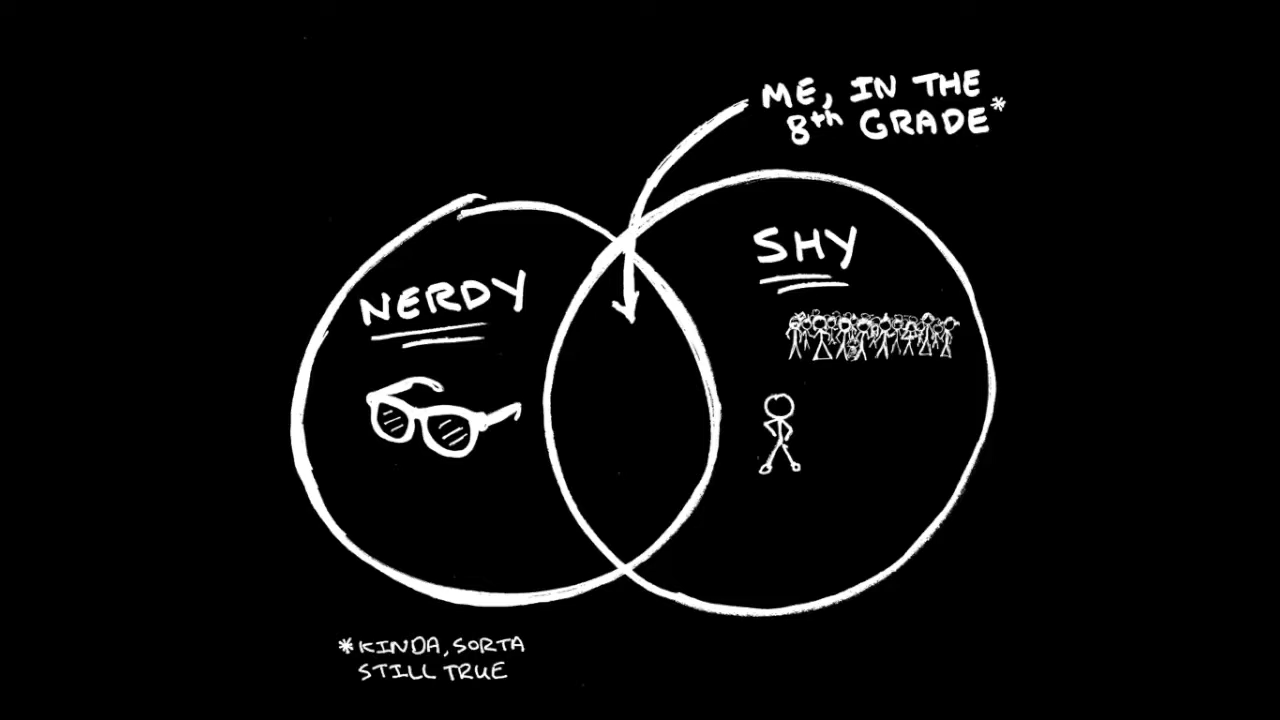 ME, IN THE
8th GRADE*
SHY
NERDY
*KINDA, SORTA
STILL TRUE